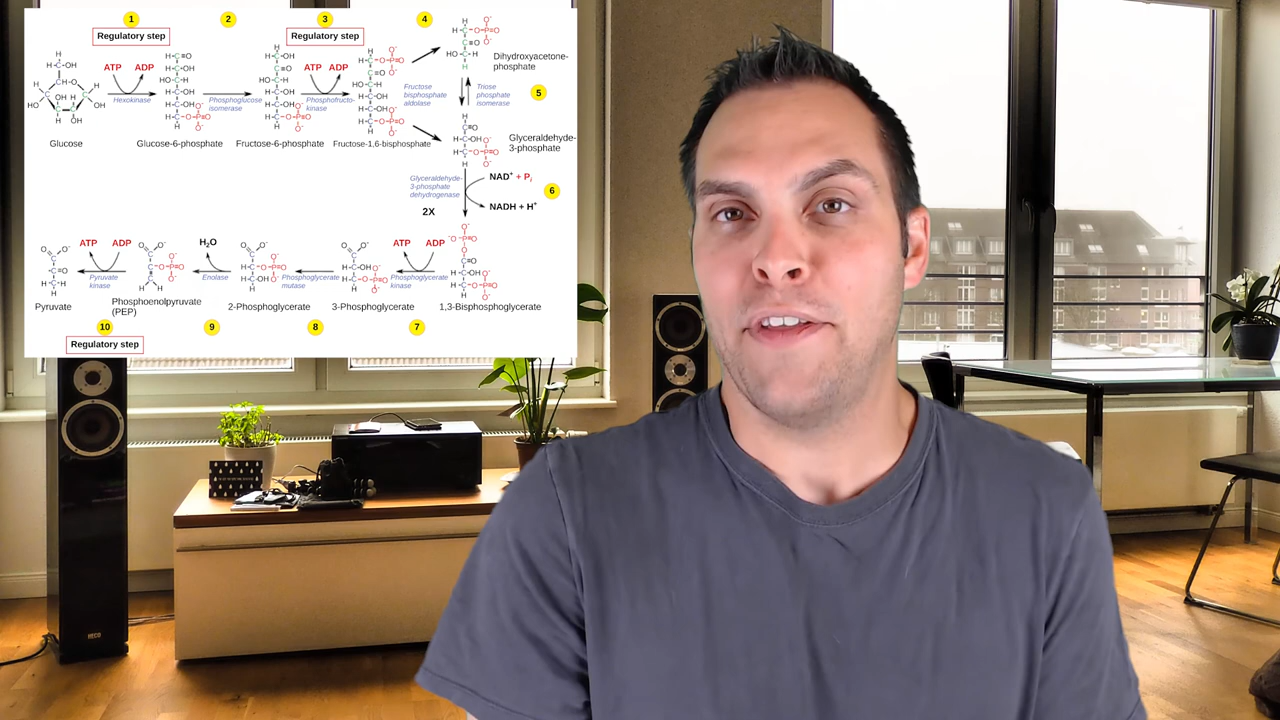 1
2
3
4
Regulatory step
Regulatory step
ATP ADP
ATP ADP
Hexokinase
Phosphoglucose
isomerase
Phosphofructo-
kinase
Fructose
bisphosphate
aldolase
Triose
phosphate
isomerase
5
Dihydroxyacetone-
phosphate
Glucose
Glucose-6-phosphate
Fructose-6-phosphate
Fructose-1,6-bisphosphate
Glyceraldehyde-
3-phosphate
Glyceraldehyde-
3-phosphate
dehydrogenase
NAD⁺ + Pᵢ
6
NADH + H⁺
2X
ATP ADP
H₂O
ATP ADP
Pyruvate
kinase
Enolase
Phosphoglycerate
mutase
Phosphoglycerate
kinase
Pyruvate
Phosphoenolpyruvate
(PEP)
2-Phosphoglycerate
3-Phosphoglycerate
1,3-Bisphosphoglycerate
10
9
8
7
Regulatory step
HECO